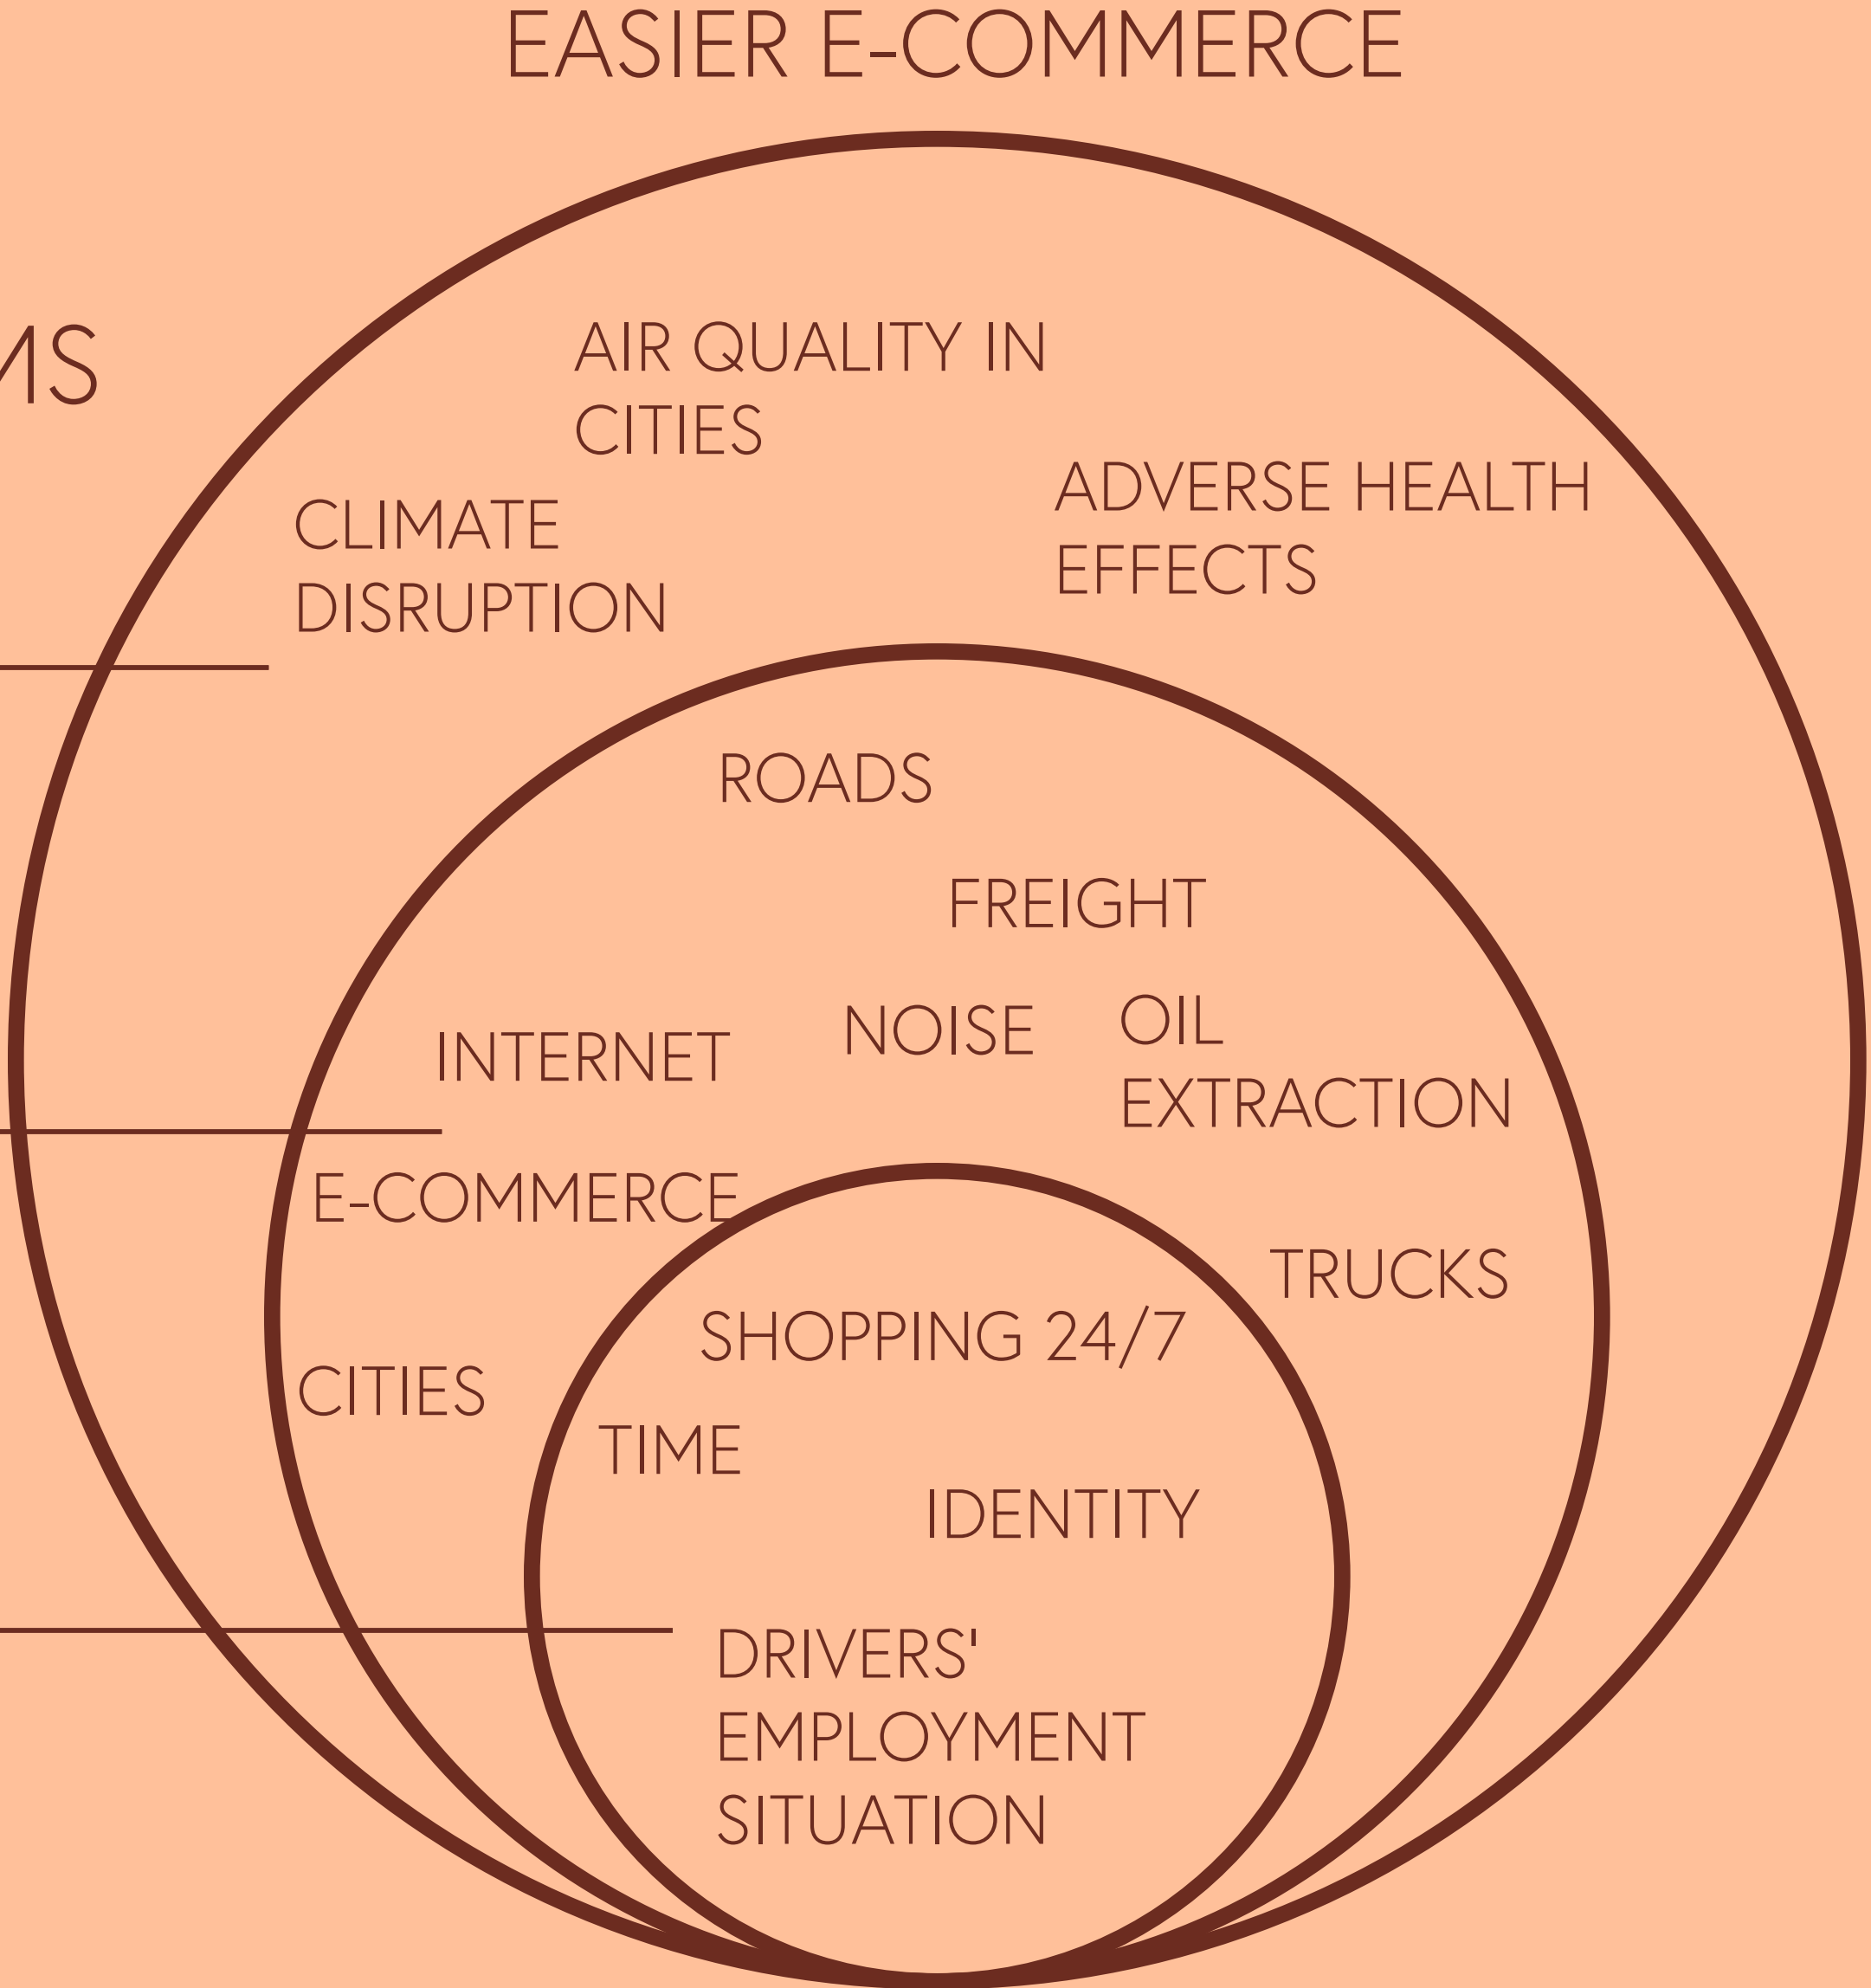 EASIER E-COMMERCE
MS
AIR QUALITY IN
CITIES
ADVERSE HEALTH
EFFECTS
CLIMATE
DISRUPTION
ROADS
FREIGHT
NOISE
OIL
EXTRACTION
INTERNET
E-COMMERCE
TRUCKS
SHOPPING 24/7
CITIES
TIME
IDENTITY
DRIVERS'
EMPLOYMENT
SITUATION